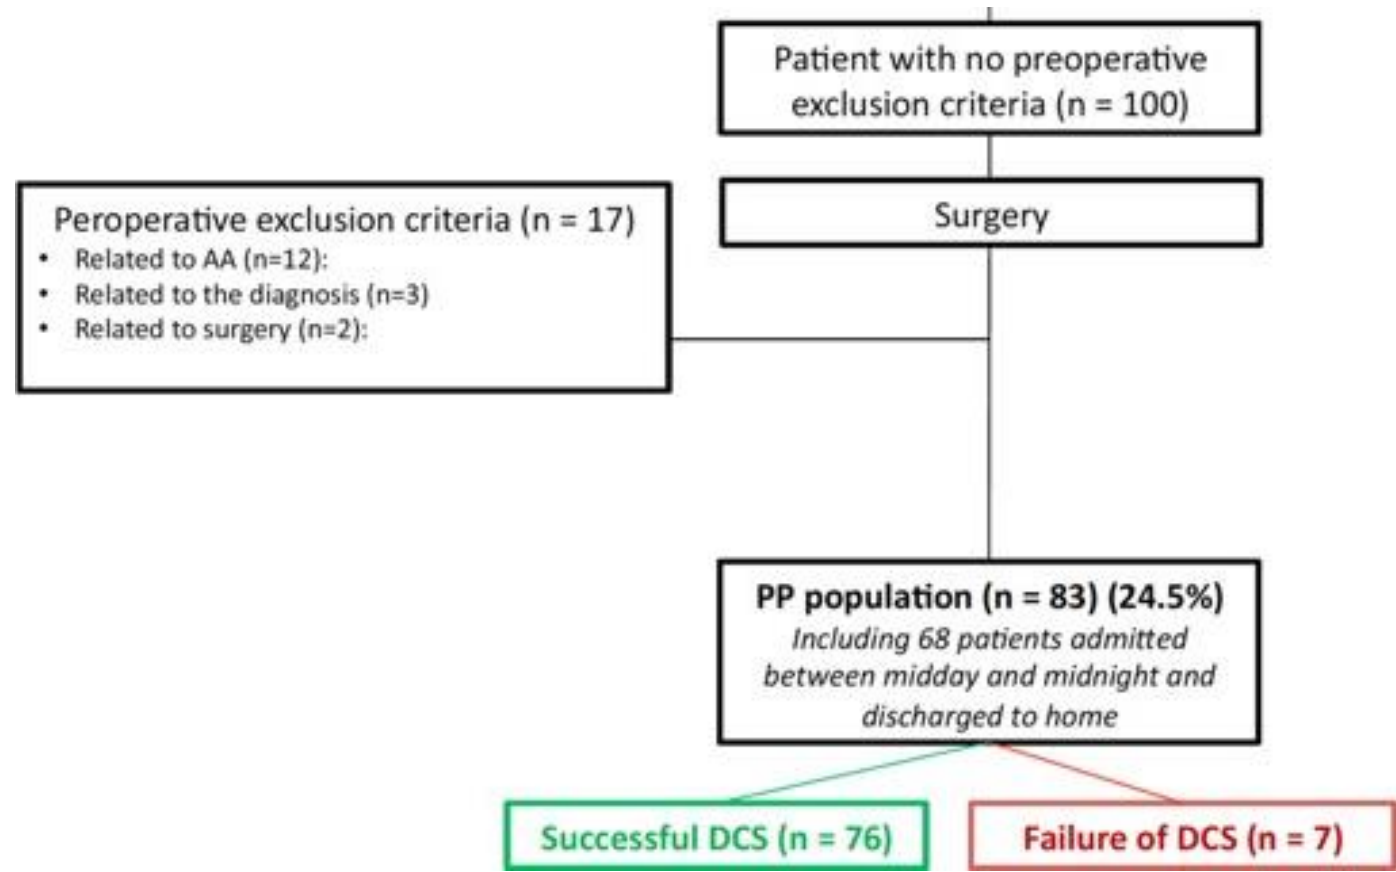 Patient with no preoperative
exclusion criteria (n = 100)
Surgery
Peroperative exclusion criteria (n = 17)
• Related to AA (n=12):
• Related to the diagnosis (n=3)
• Related to surgery (n=2):
PP population (n = 83) (24.5%)
Including 68 patients admitted
between midday and midnight and
discharged to home
Successful DCS (n = 76)
Failure of DCS (n = 7)